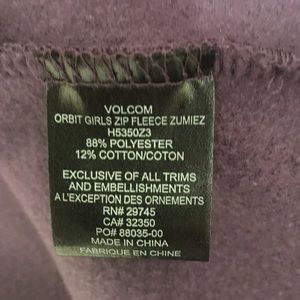 VOLCOM
ORBIT GIRLS ZIP FLEECE ZUMIEZ
H5350Z3
88% POLYESTER
12% COTTON/COTON
EXCLUSIVE OF ALL TRIMS
AND EMBELLISHMENTS
A L'EXCEPTION DES ORNEMENTS
RN# 29745
CA# 32350
PO# 88035-00
MADE IN CHINA
FABRIQUE EN CHINE